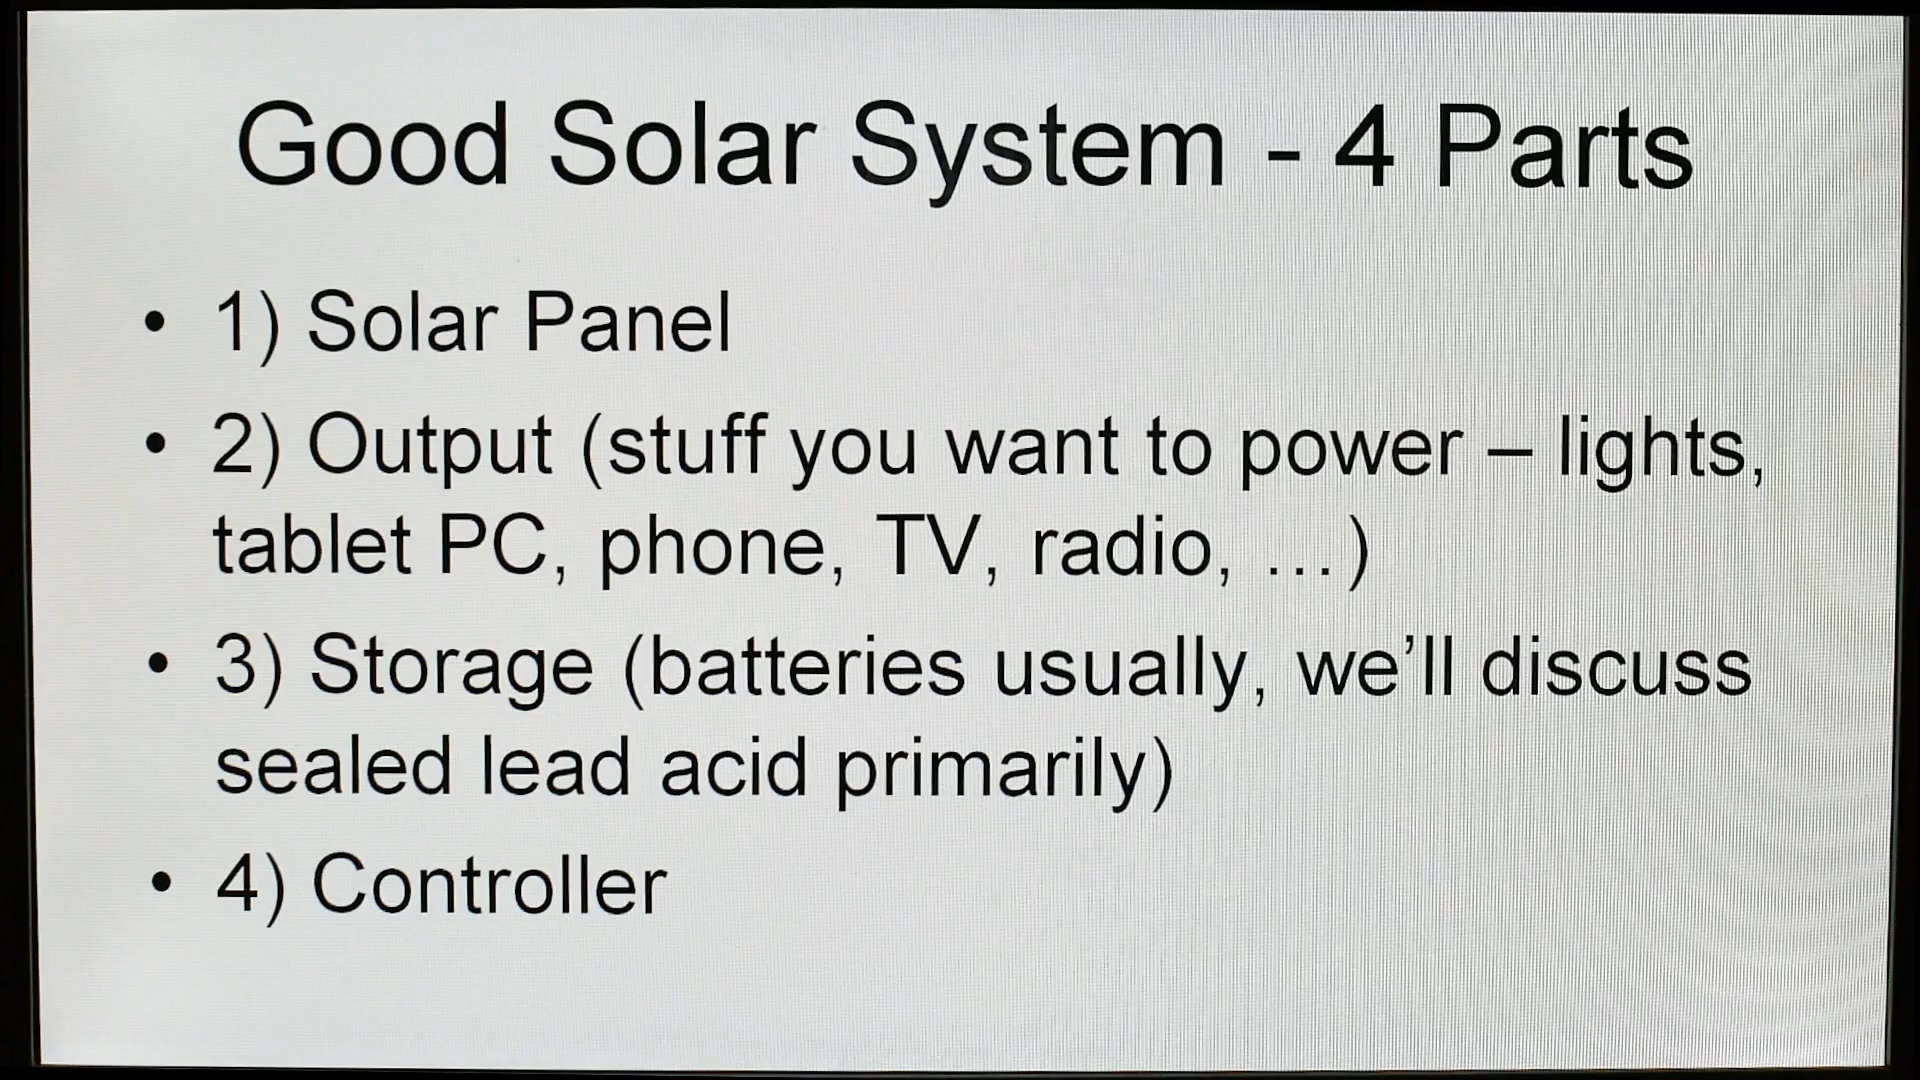 Good Solar System - 4 Parts
• 1) Solar Panel
• 2) Output (stuff you want to power – lights,
tablet PC, phone, TV, radio, …)
• 3) Storage (batteries usually, we’ll discuss
sealed lead acid primarily)
• 4) Controller